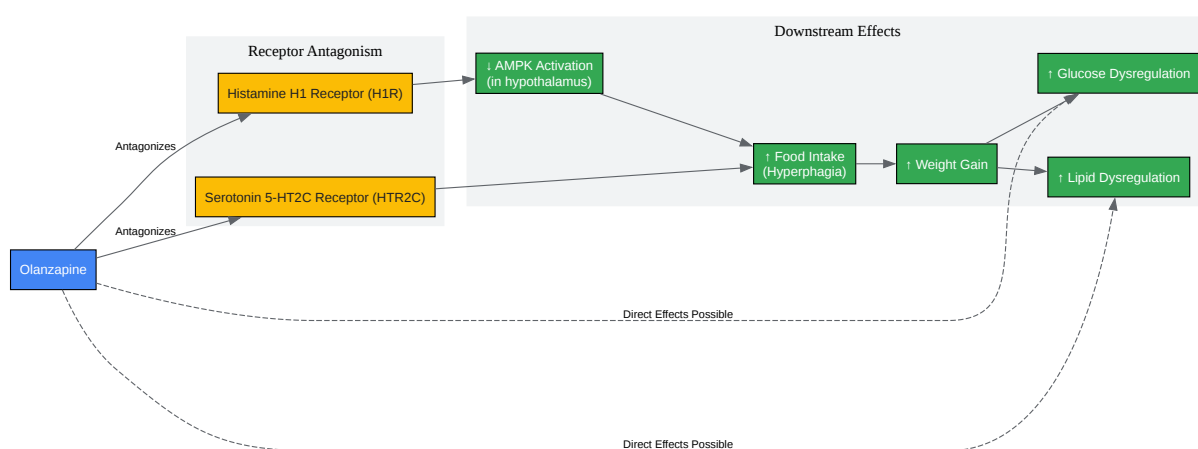 Receptor Antagonism
Downstream Effects
Histamine H1 Receptor (H1R)
↓ AMPK Activation
(in hypothalamus)
↑ Glucose Dysregulation
Antagonizes
↑ Food Intake
(Hyperphagia)
↑ Weight Gain
↑ Lipid Dysregulation
Serotonin 5-HT2C Receptor (HTR2C)
Antagonizes
Olanzapine
Direct Effects Possible
Direct Effects Possible